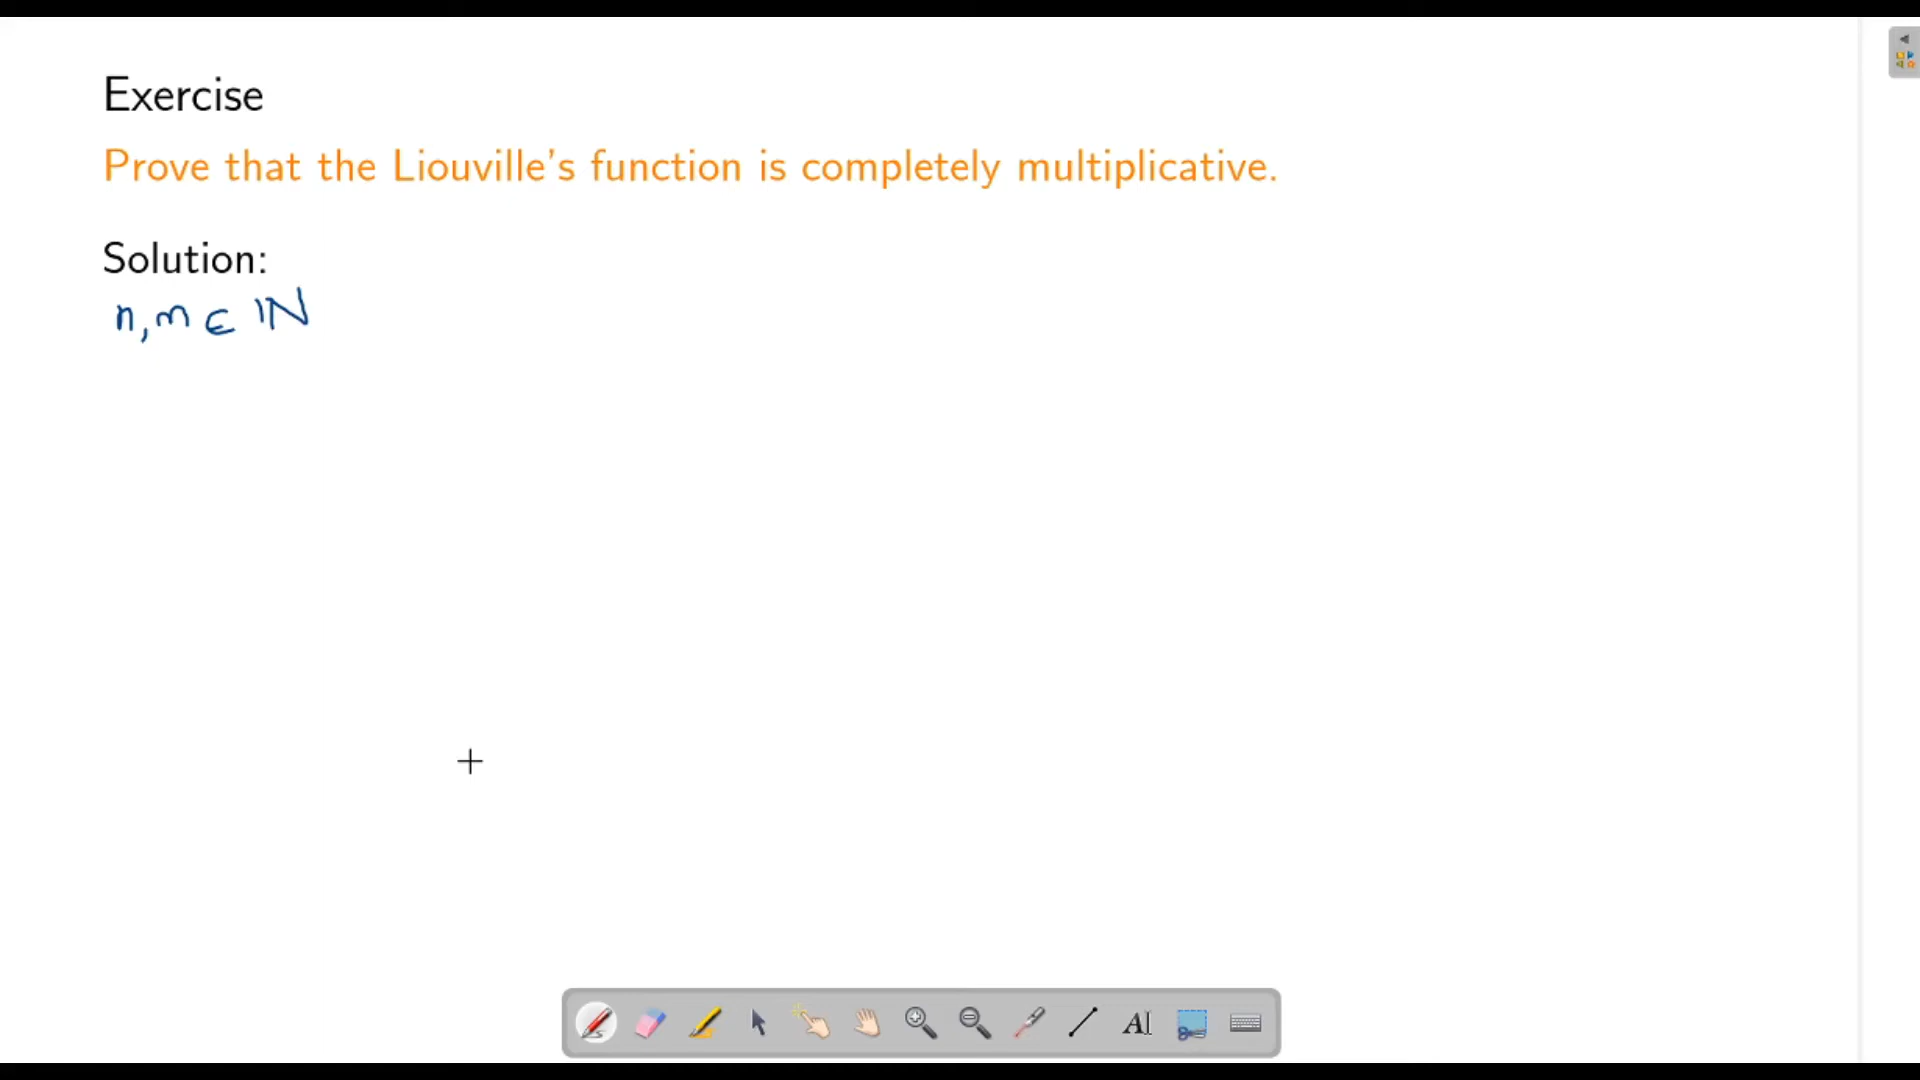 Exercise
Prove that the Liouville's function is completely multiplicative.
Solution:
n, m ∈ ℕ